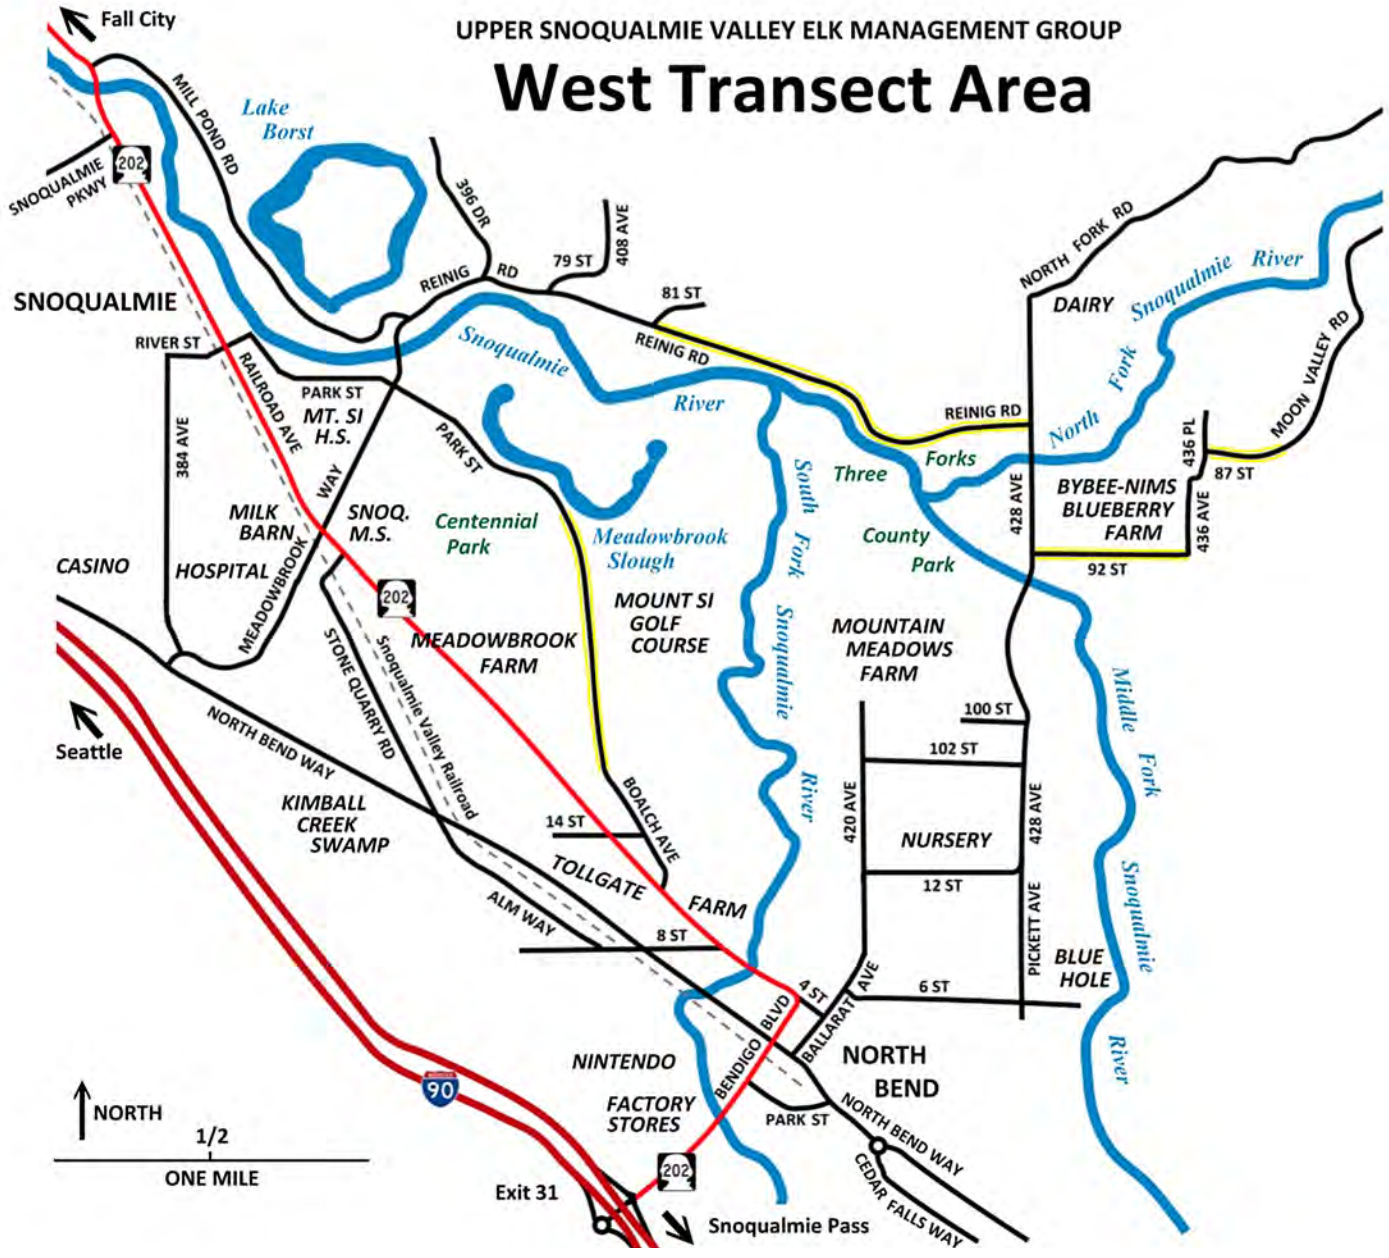 Fall City
UPPER SNOQUALMIE VALLEY ELK MANAGEMENT GROUP
West Transect Area
MILL POND RD
Lake
Borst
202
SNOQUALMIE
PKWY
396 DR
79 ST
408 AVE
REINIG RD
81 ST
REINIG RD
NORTH FORK RD
DAIRY
North Fork Snoqualmie River
MOON VALLEY RD
SNOQUALMIE
RIVER ST
RAILROAD AVE
PARK ST
MT. SI
H.S.
Snoqualmie River
REINIG RD
384 AVE
PARK ST
Three Forks
County
Park
436 PL
87 ST
428 AVE
BYBEE-NIMS
BLUEBERRY
FARM
436 AVE
92 ST
MILK
BARN
MEADOWBROOK WAY
SNOQ.
M.S.
Centennial
Park
Meadowbrook
Slough
South Fork Snoqualmie River
CASINO
HOSPITAL
202
MEADOWBROOK
FARM
MOUNT SI
GOLF
COURSE
MOUNTAIN
MEADOWS
FARM
STONE QUARRY RD
Snoqualmie Valley Railroad
Middle Fork Snoqualmie River
Seattle
NORTH BEND WAY
100 ST
102 ST
KIMBALL
CREEK
SWAMP
14 ST
BOALCH AVE
420 AVE
428 AVE
NURSERY
12 ST
TOLLGATE FARM
ALM WAY
8 ST
PICKETT AVE
BLUE
HOLE
4 ST
BALLARAT AVE
6 ST
BENDIGO BLVD
NORTH
BEND
NINTENDO
FACTORY
STORES
90
PARK ST
NORTH BEND WAY
CEDAR FALLS WAY
NORTH
1/2
ONE MILE
202
Exit 31
Snoqualmie Pass